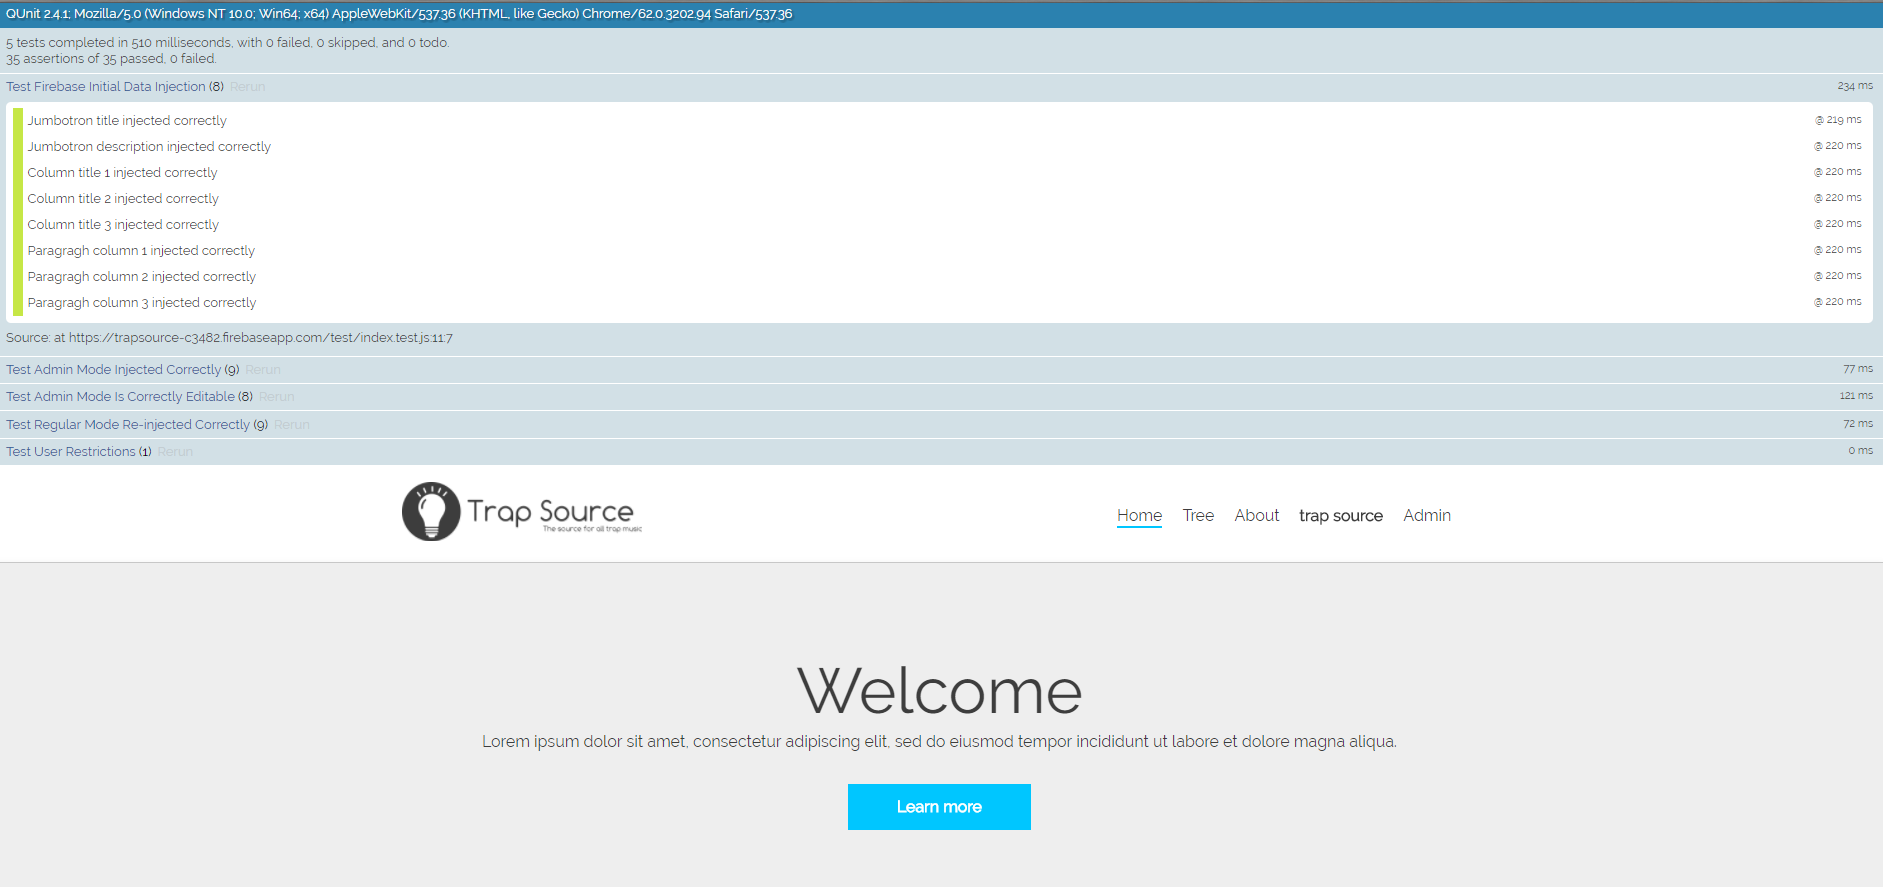 QUnit 2.4.1; Mozilla/5.0 (Windows NT 10.0; Win64; x64) AppleWebKit/537.36 (KHTML, like Gecko) Chrome/62.0.3202.94 Safari/537.36
5 tests completed in 510 milliseconds, with 0 failed, 0 skipped, and 0 todo.
35 assertions of 35 passed, 0 failed.
Test Firebase Initial Data Injection (8) Rerun 234 ms
Jumbotron title injected correctly @ 219 ms
Jumbotron description injected correctly @ 220 ms
Column title 1 injected correctly @ 220 ms
Column title 2 injected correctly @ 220 ms
Column title 3 injected correctly @ 220 ms
Paragragh column 1 injected correctly @ 220 ms
Paragragh column 2 injected correctly @ 220 ms
Paragragh column 3 injected correctly @ 220 ms
Source: at https://trapsource-c3482.firebaseapp.com/test/index.test.js:11:7
Test Admin Mode Injected Correctly (9) Rerun 77 ms
Test Admin Mode Is Correctly Editable (8) Rerun 121 ms
Test Regular Mode Re-injected Correctly (9) Rerun 72 ms
Test User Restrictions (1) Rerun 0 ms
Trap Source
The source for all trap music
Home Tree About trap source Admin
Welcome
Lorem ipsum dolor sit amet, consectetur adipiscing elit, sed do eiusmod tempor incididunt ut labore et dolore magna aliqua.
Learn more